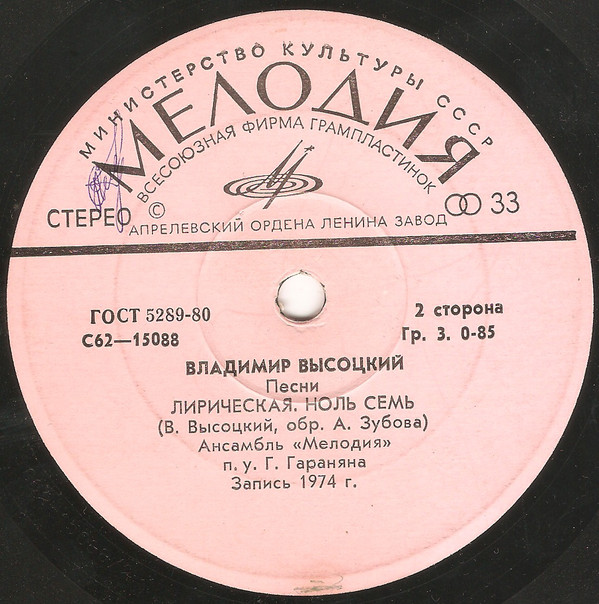 МИНИСТЕРСТВО КУЛЬТУРЫ СССР
МЕЛОДИЯ
ВСЕСОЮЗНАЯ ФИРМА ГРАМПЛАСТИНОК
СТЕРЕО © 33
АПРЕЛЕВСКИЙ ОРДЕНА ЛЕНИНА ЗАВОД
ГОСТ 5289-80 2 сторона
С62—15088 Гр. 3. 0-85
ВЛАДИМИР ВЫСОЦКИЙ
Песни
ЛИРИЧЕСКАЯ. НОЛЬ СЕМЬ
(В. Высоцкий, обр. А. Зубова)
Ансамбль «Мелодия»
п. у. Г. Гараняна
Запись 1974 г.